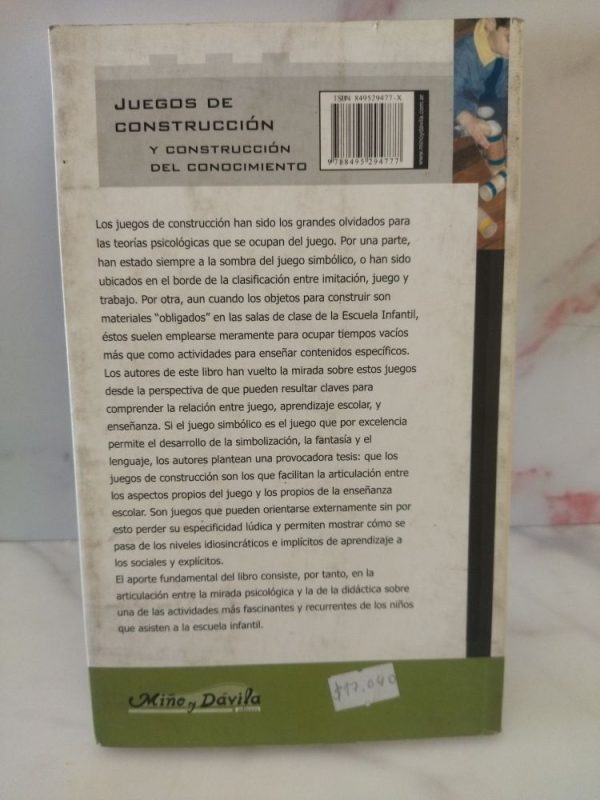 JUEGOS DE
CONSTRUCCIÓN
Y CONSTRUCCIÓN
DEL CONOCIMIENTO
ISBN 849529477-X
9 788495 294777
www.minoydavila.com.ar
Los juegos de construcción han sido los grandes olvidados para
las teorías psicológicas que se ocupan del juego. Por una parte,
han estado siempre a la sombra del juego simbólico, o han sido
ubicados en el borde de la clasificación entre imitación, juego y
trabajo. Por otra, aun cuando los objetos para construir son
materiales “obligados” en las salas de clase de la Escuela Infantil,
éstos suelen emplearse meramente para ocupar tiempos vacíos
más que como actividades para enseñar contenidos específicos.
Los autores de este libro han vuelto la mirada sobre estos juegos
desde la perspectiva de que pueden resultar claves para
comprender la relación entre juego, aprendizaje escolar, y
enseñanza. Si el juego simbólico es el juego que por excelencia
permite el desarrollo de la simbolización, la fantasía y el
lenguaje, los autores plantean una provocadora tesis: que los
juegos de construcción son los que facilitan la articulación entre
los aspectos propios del juego y los propios de la enseñanza
escolar. Son juegos que pueden orientarse externamente sin por
esto perder su especificidad lúdica y permiten mostrar cómo se
pasa de los niveles idiosincráticos e implícitos de aprendizaje a
los sociales y explícitos.
El aporte fundamental del libro consiste, por tanto, en la
articulación entre la mirada psicológica y la de la didáctica sobre
una de las actividades más fascinantes y recurrentes de los niños
que asisten a la escuela infantil.
Miño y Dávila
$17.040